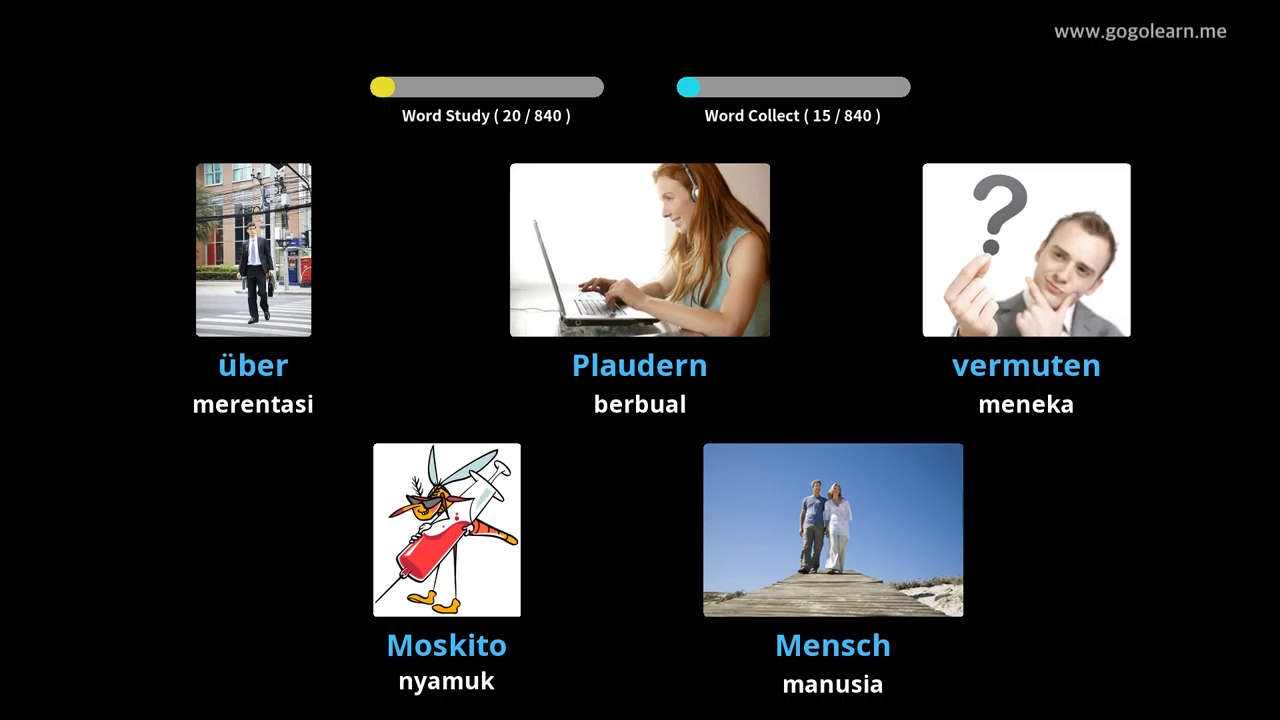 www.gogolearn.me
Word Study ( 20 / 840 )
Word Collect ( 15 / 840 )
über
merentasi
Plaudern
berbual
vermuten
meneka
Moskito
nyamuk
Mensch
manusia